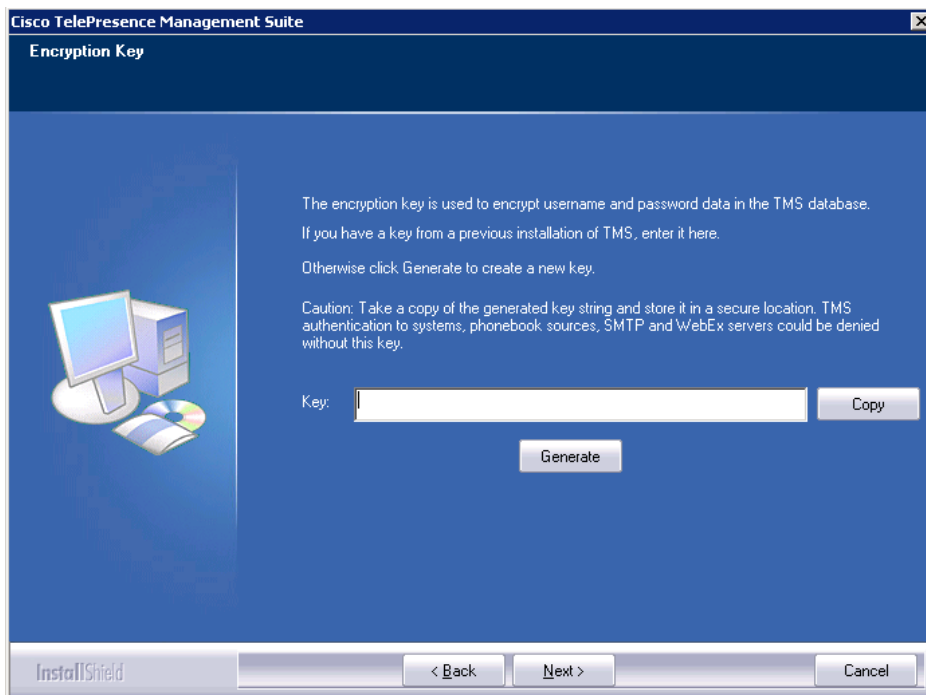 Cisco TelePresence Management Suite
Encryption Key
The encryption key is used to encrypt username and password data in the TMS database.
If you have a key from a previous installation of TMS, enter it here.
Otherwise click Generate to create a new key.
Caution: Take a copy of the generated key string and store it in a secure location. TMS
authentication to systems, phonebook sources, SMTP and WebEx servers could be denied
without this key.
Key:
Copy
Generate
InstallShield
< Back
Next >
Cancel